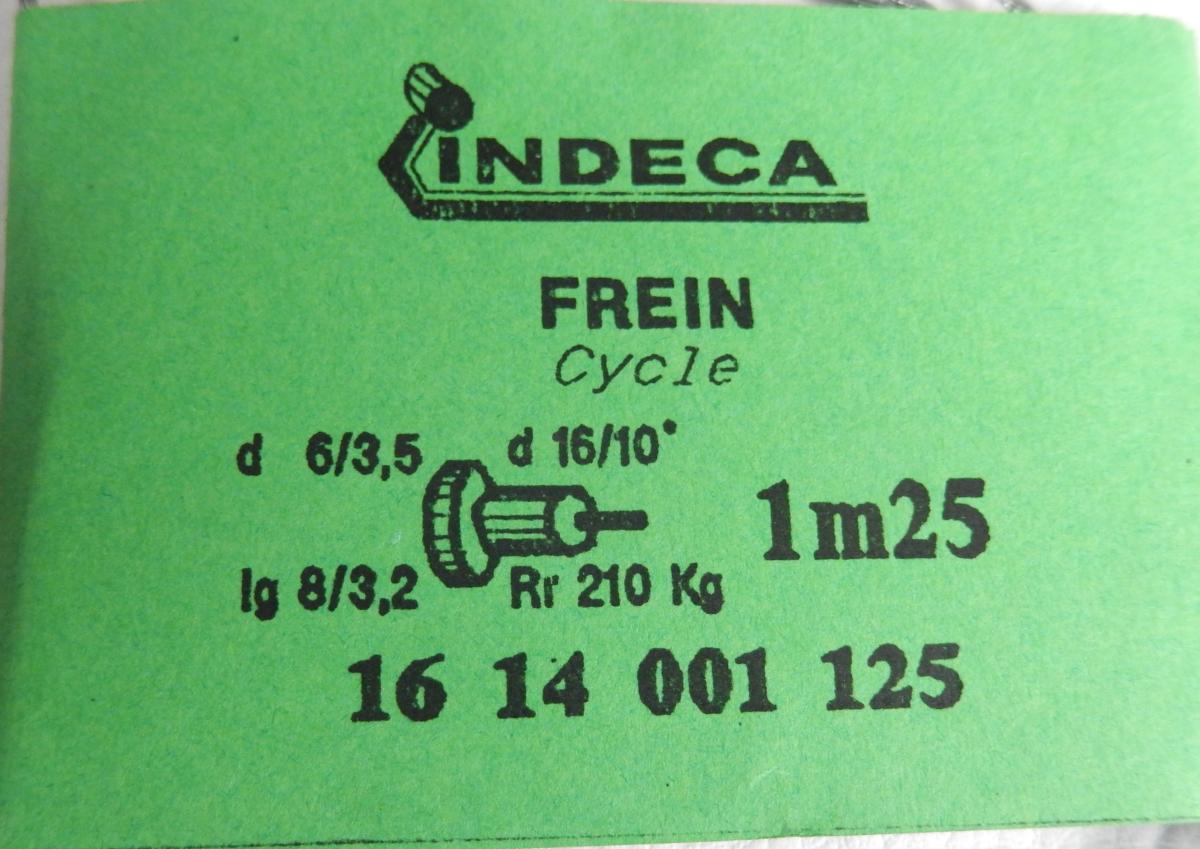 INDECA
FREIN
Cycle
d 6/3,5 d 16/10°
1m25
lg 8/3,2 Rr 210 Kg
16 14 001 125